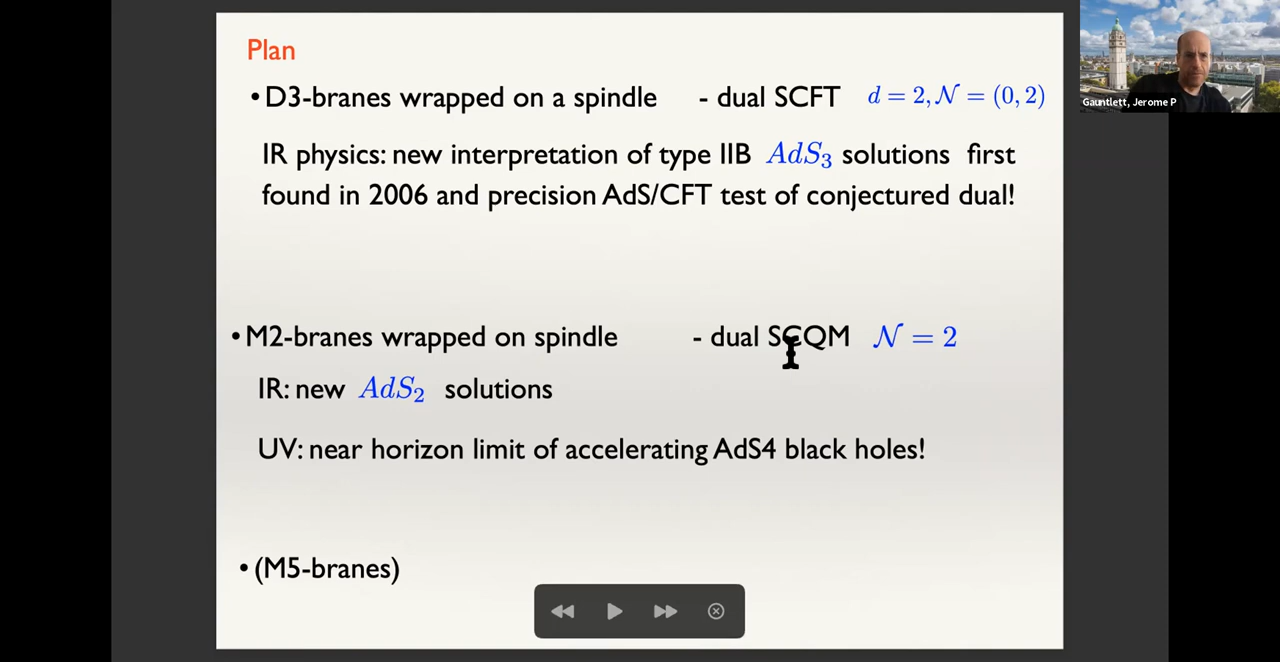 Plan
• D3-branes wrapped on a spindle - dual SCFT d = 2, 𝒩 = (0, 2)
IR physics: new interpretation of type IIB AdS₃ solutions first
found in 2006 and precision AdS/CFT test of conjectured dual!
• M2-branes wrapped on spindle - dual SCQM 𝒩 = 2
IR: new AdS₂ solutions
UV: near horizon limit of accelerating AdS4 black holes!
• (M5-branes)
Gauntlett, Jerome P